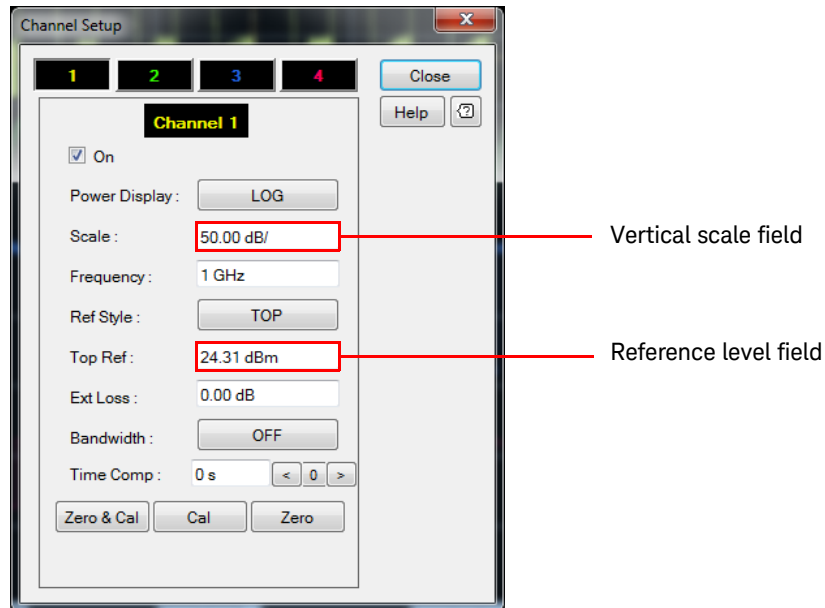 Channel Setup
1 2 3 4 Close
Channel 1 Help
On
Power Display : LOG
Scale : 50.00 dB/ Vertical scale field
Frequency : 1 GHz
Ref Style : TOP
Top Ref : 24.31 dBm Reference level field
Ext Loss : 0.00 dB
Bandwidth : OFF
Time Comp : 0 s < 0 >
Zero & Cal Cal Zero